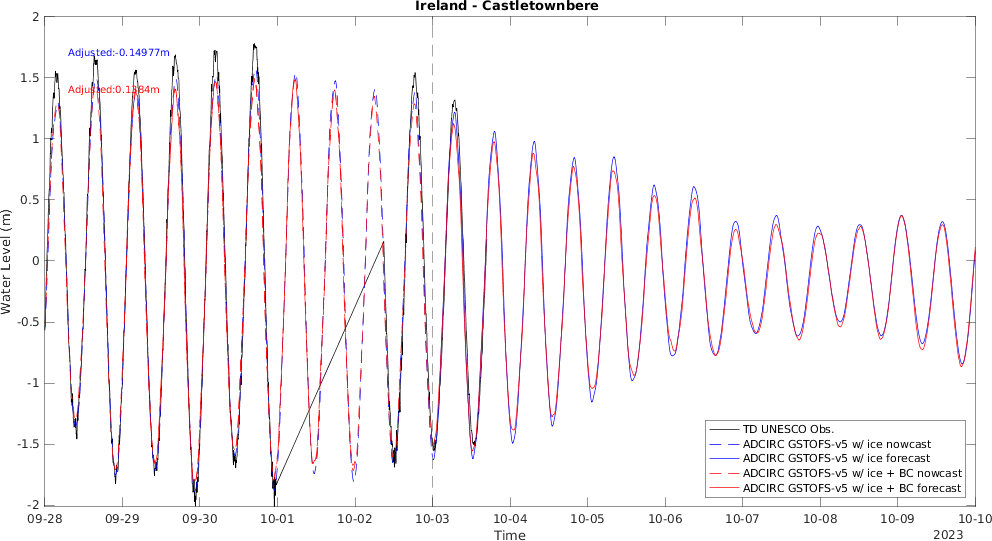 Ireland - Castletownbere
2
1.5
1
0.5
0
-0.5
-1
-1.5
-2
Water Level (m)
Adjusted:-0.14977m
Adjusted:0.1384m
TD UNESCO Obs.
ADCIRC GSTOFS-v5 w/ ice nowcast
ADCIRC GSTOFS-v5 w/ ice forecast
ADCIRC GSTOFS-v5 w/ ice + BC nowcast
ADCIRC GSTOFS-v5 w/ ice + BC forecast
09-28 09-29 09-30 10-01 10-02 10-03 10-04 10-05 10-06 10-07 10-08 10-09 10-10
Time
2023